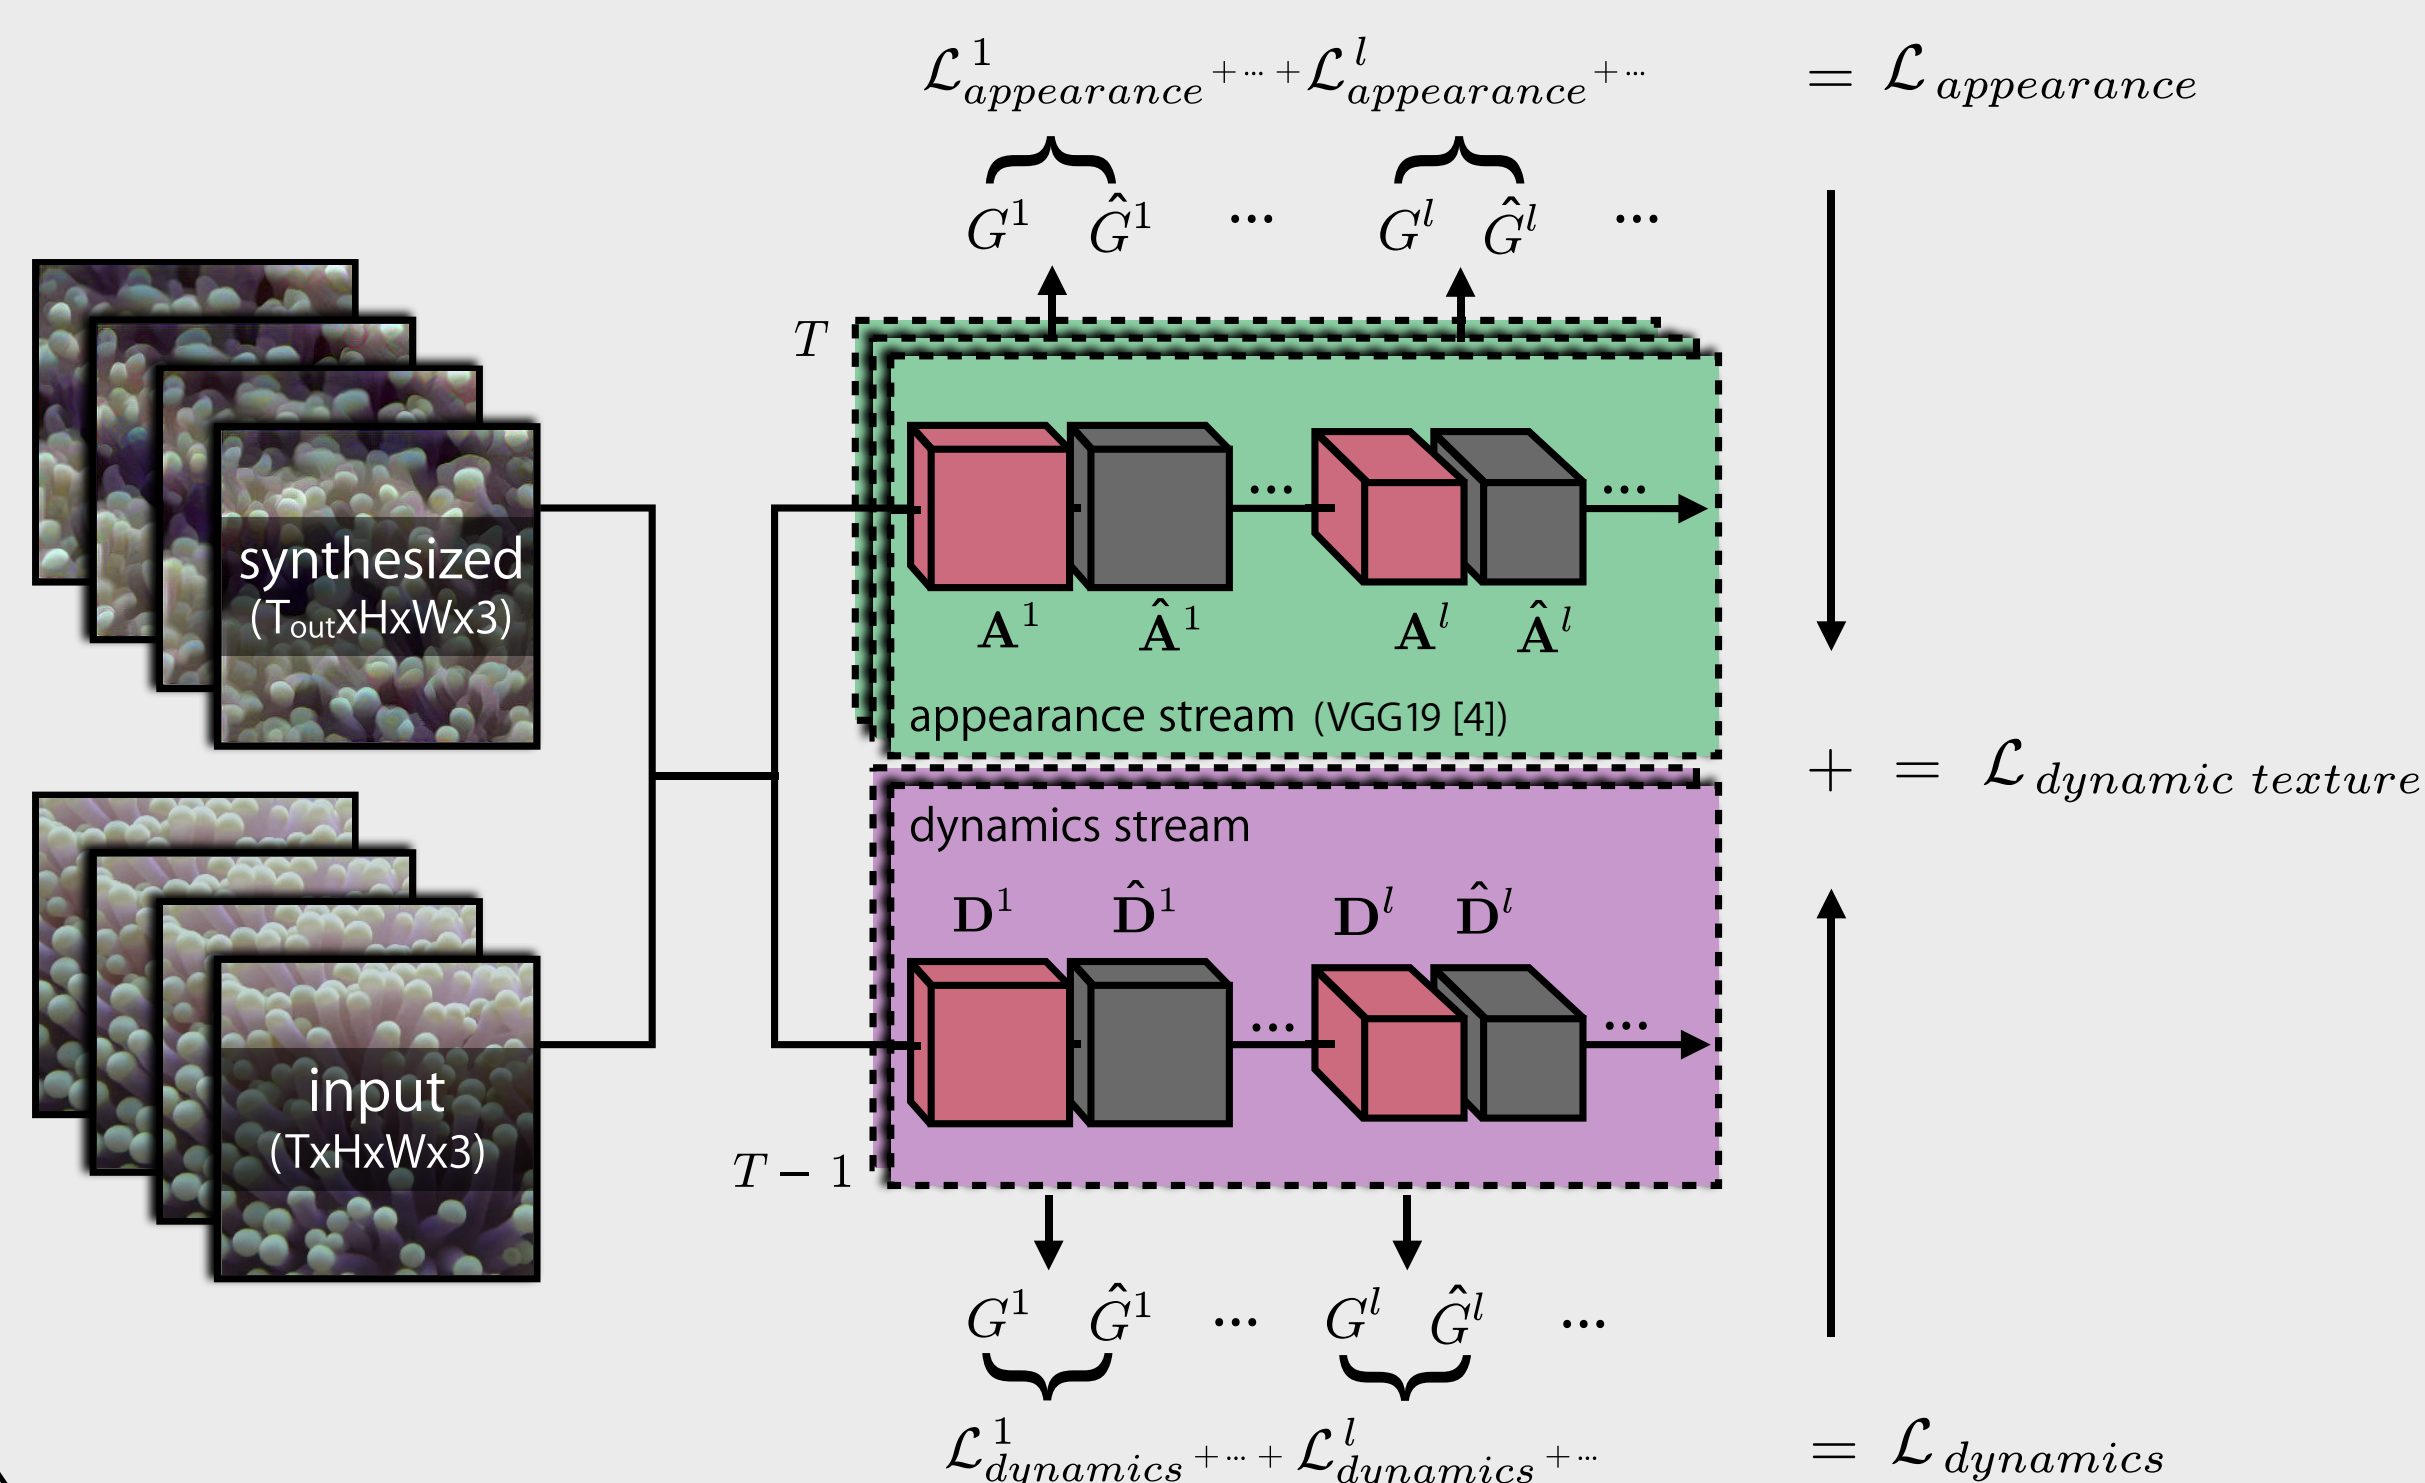 ℒ¹appearance + ··· + ℒˡappearance + ··· = ℒappearance
G¹ Ĝ¹ ··· Gˡ Ĝˡ ···
T
··· ···
synthesized
(ToutxHxWx3)
A¹ Â¹ Aˡ Âˡ
appearance stream (VGG19 [4])
+ = ℒdynamic texture
dynamics stream
D¹ D̂¹ Dˡ D̂ˡ
··· ···
input
(TxHxWx3)
T − 1
G¹ Ĝ¹ ··· Gˡ Ĝˡ ···
ℒ¹dynamics + ··· + ℒˡdynamics + ··· = ℒdynamics